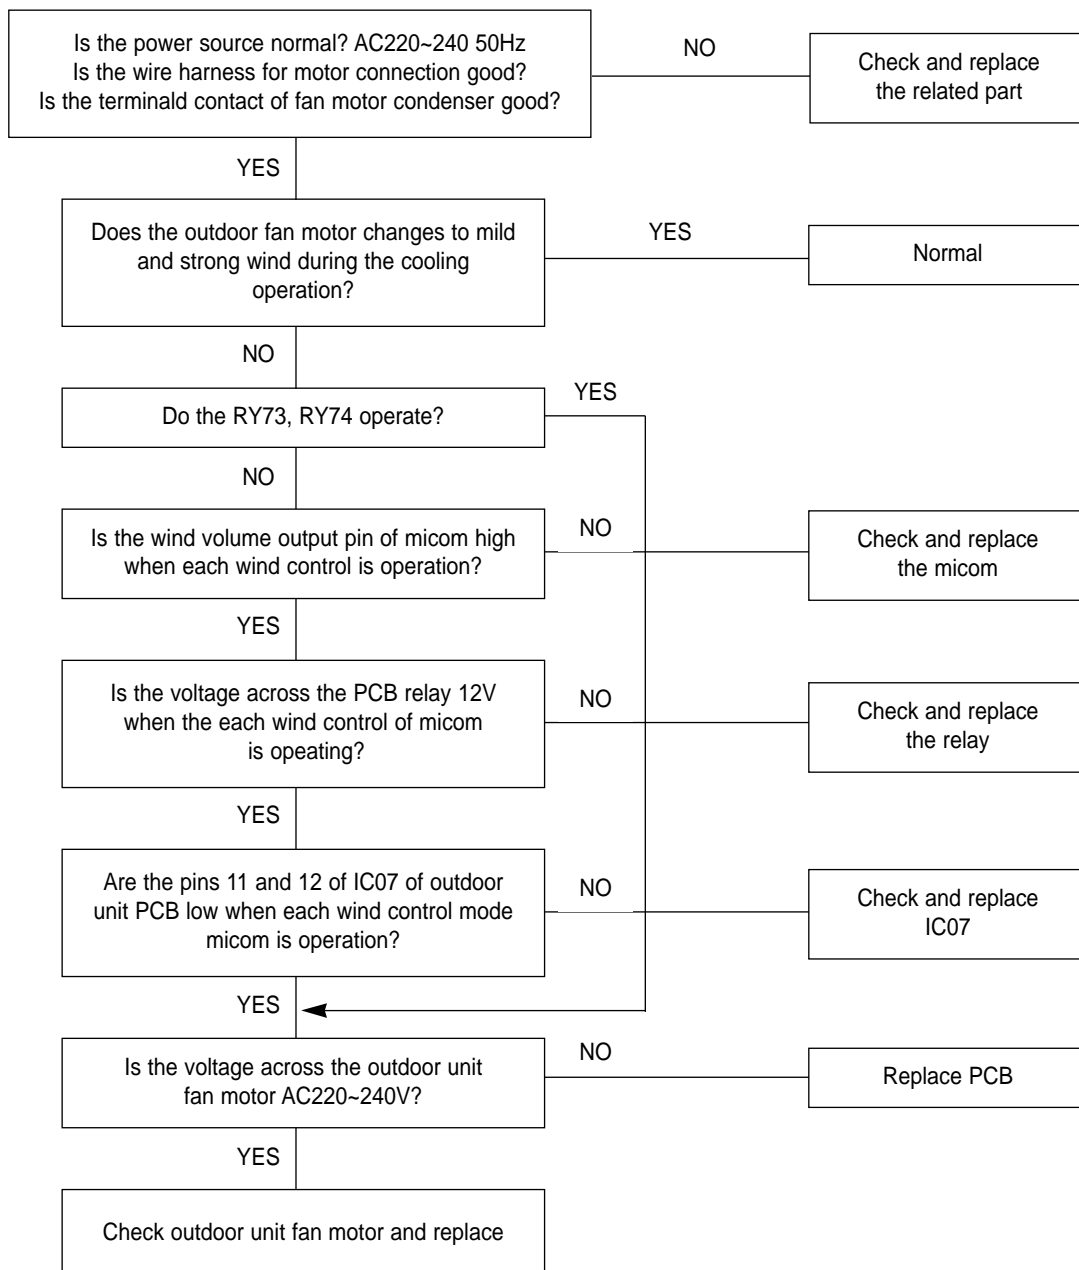 Is the power source normal? AC220~240 50Hz
Is the wire harness for motor connection good?
Is the terminald contact of fan motor condenser good?
NO
Check and replace
the related part
YES
Does the outdoor fan motor changes to mild
and strong wind during the cooling
operation?
YES
Normal
NO
Do the RY73, RY74 operate?
YES
NO
Is the wind volume output pin of micom high
when each wind control is operation?
NO
Check and replace
the micom
YES
Is the voltage across the PCB relay 12V
when the each wind control of micom
is opeating?
NO
Check and replace
the relay
YES
Are the pins 11 and 12 of IC07 of outdoor
unit PCB low when each wind control mode
micom is operation?
NO
Check and replace
IC07
YES
Is the voltage across the outdoor unit
fan motor AC220~240V?
NO
Replace PCB
YES
Check outdoor unit fan motor and replace